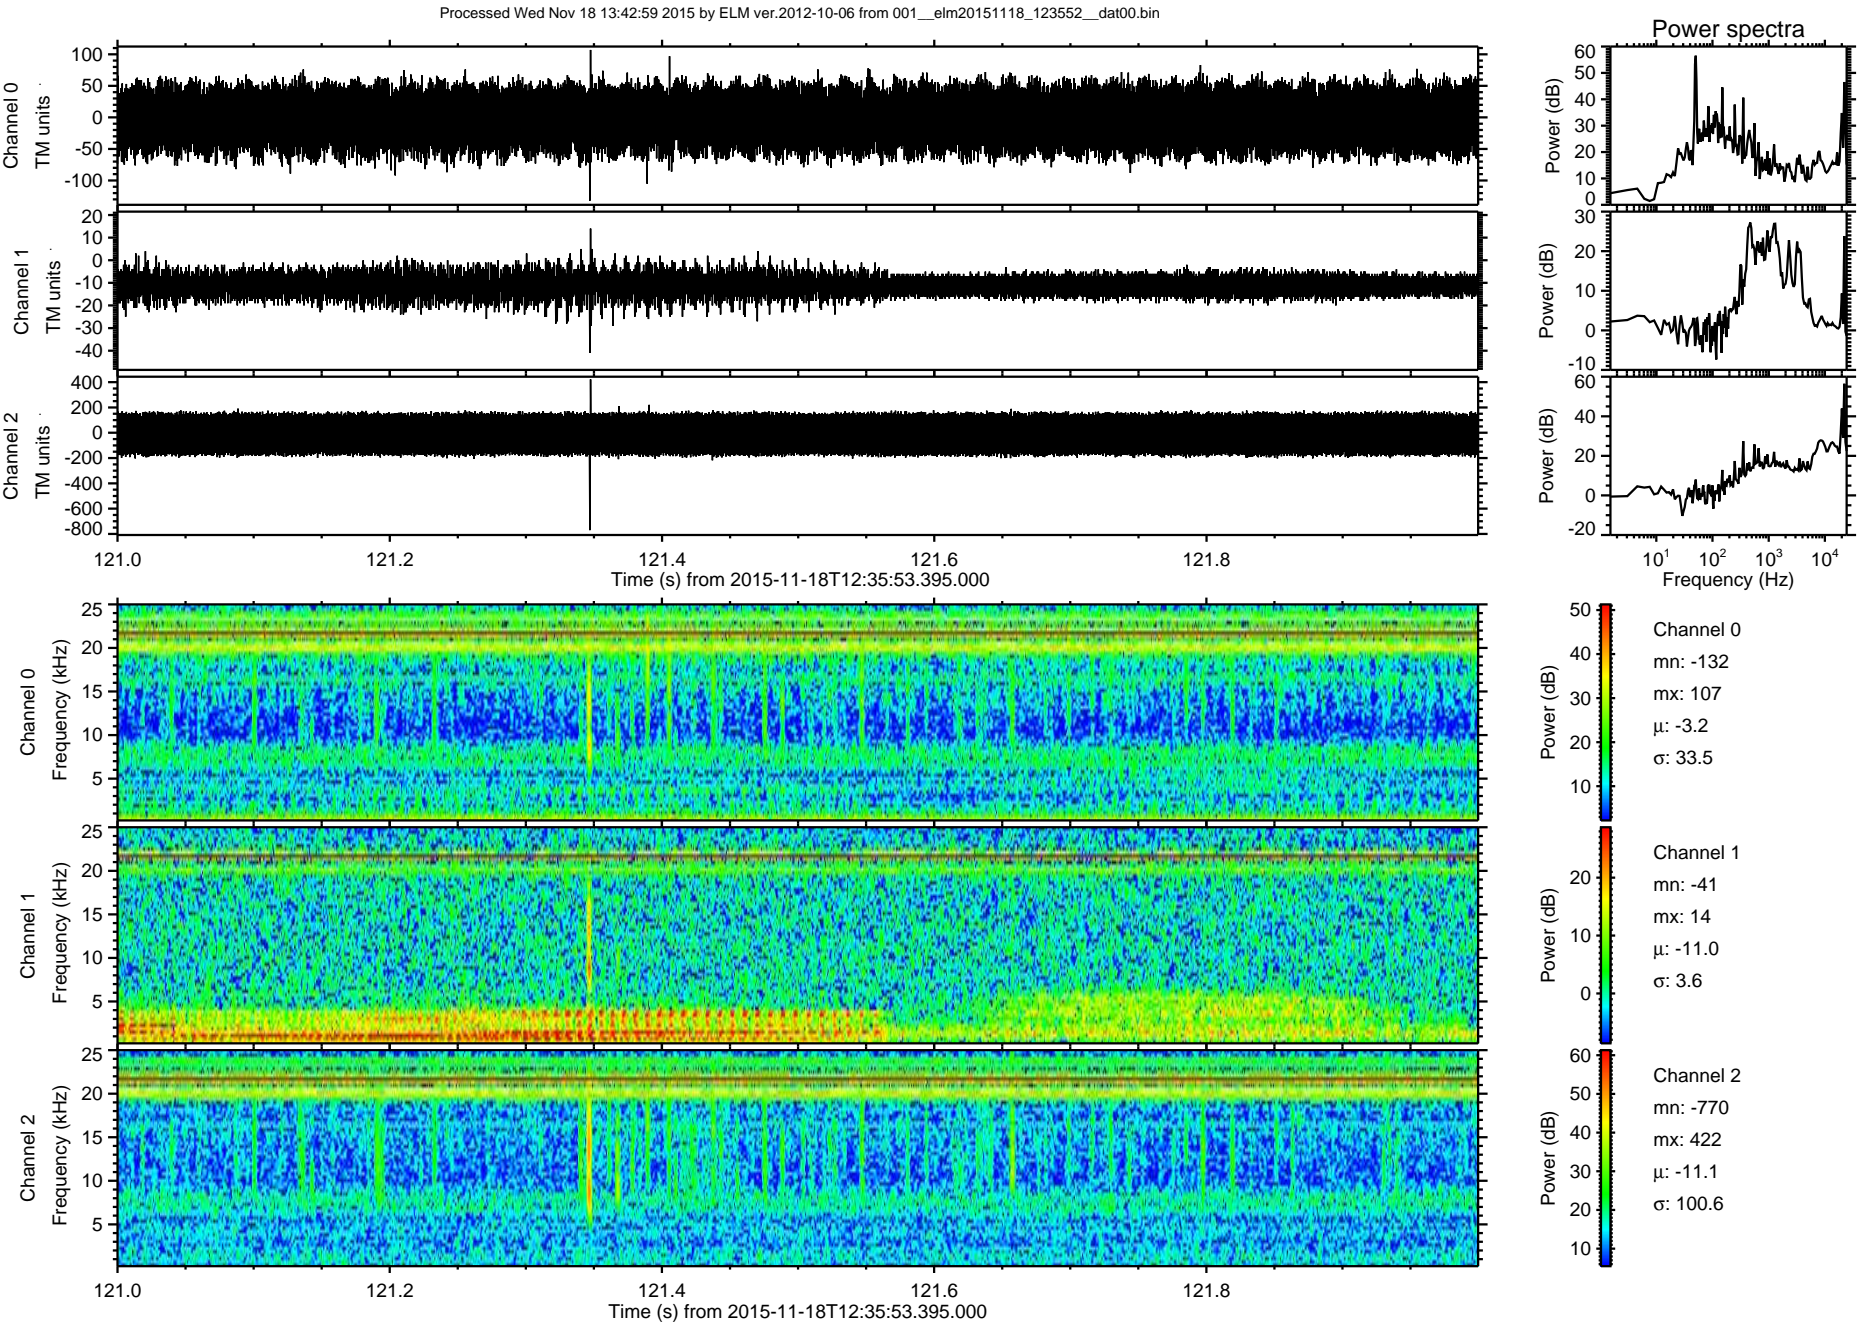 Processed Wed Nov 18 13:42:59 2015 by ELM ver.2012-10-06 from 001__elm20151118_123552__dat00.bin
Power spectra
Channel 0
TM units
100
50
0
-50
-100
Power (dB)
60
50
40
30
20
10
0
Channel 1
TM units
20
10
0
-10
-20
-30
-40
Power (dB)
30
20
10
0
-10
Channel 2
TM units
400
200
0
-200
-400
-600
-800
Power (dB)
60
40
20
0
-20
121.0 121.2 121.4 121.6 121.8
Time (s) from 2015-11-18T12:35:53.395.000
10¹ 10² 10³ 10⁴
Frequency (Hz)
Channel 0
Frequency (kHz)
25
20
15
10
5
Power (dB)
50
40
30
20
10
Channel 0
mn: -132
mx: 107
μ: -3.2
σ: 33.5
Channel 1
Frequency (kHz)
25
20
15
10
5
Power (dB)
20
10
0
Channel 1
mn: -41
mx: 14
μ: -11.0
σ: 3.6
Channel 2
Frequency (kHz)
25
20
15
10
5
Power (dB)
60
50
40
30
20
10
Channel 2
mn: -770
mx: 422
μ: -11.1
σ: 100.6
121.0 121.2 121.4 121.6 121.8
Time (s) from 2015-11-18T12:35:53.395.000